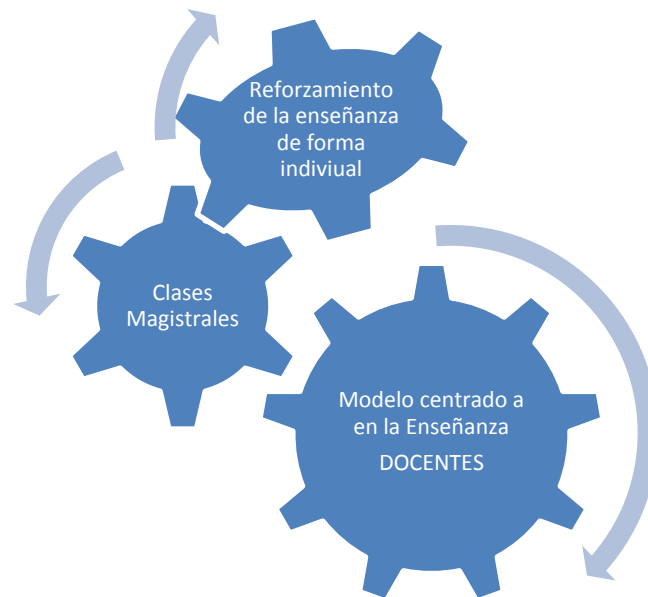 Reforzamiento
de la enseñanza
de forma
indiviual
Clases
Magistrales
Modelo centrado a
en la Enseñanza
DOCENTES